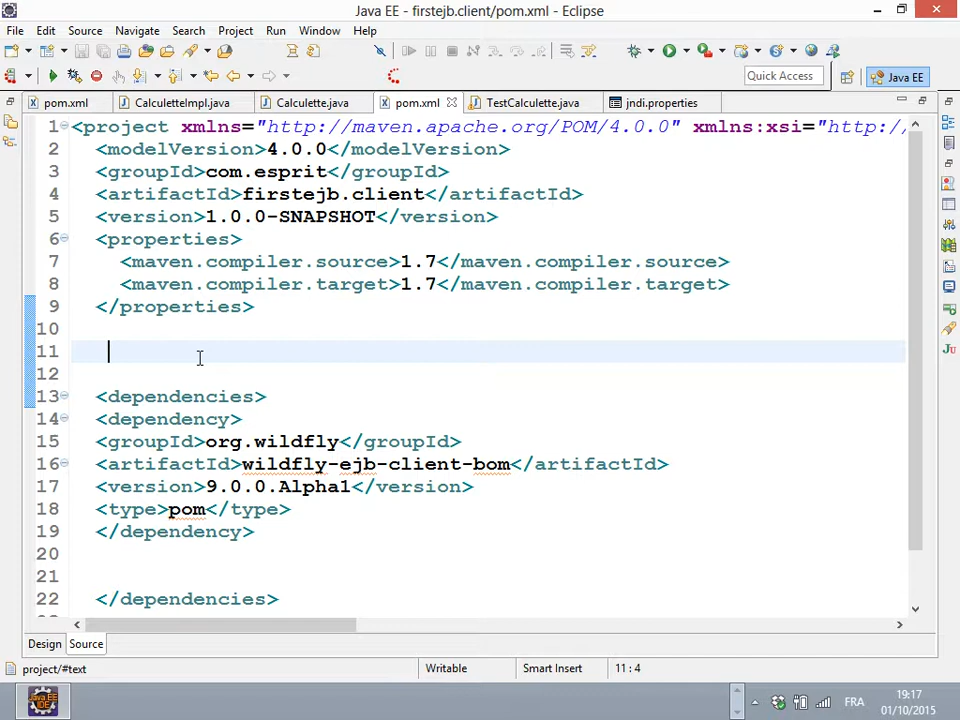 Java EE - firstejb.client/pom.xml - Eclipse
File Edit Source Navigate Search Project Run Window Help
Quick Access Java EE
pom.xml CalculetteImpl.java Calculette.java pom.xml TestCalculette.java jndi.properties
1 <project xmlns="http://maven.apache.org/POM/4.0.0" xmlns:xsi="http:/
2 <modelVersion>4.0.0</modelVersion>
3 <groupId>com.esprit</groupId>
4 <artifactId>firstejb.client</artifactId>
5 <version>1.0.0-SNAPSHOT</version>
6 <properties>
7 <maven.compiler.source>1.7</maven.compiler.source>
8 <maven.compiler.target>1.7</maven.compiler.target>
9 </properties>
10
11
12
13 <dependencies>
14 <dependency>
15 <groupId>org.wildfly</groupId>
16 <artifactId>wildfly-ejb-client-bom</artifactId>
17 <version>9.0.0.Alpha1</version>
18 <type>pom</type>
19 </dependency>
20
21
22 </dependencies>
Design Source
project/#text Writable Smart Insert 11 : 4
Java EE
IDE
FRA
19:17
01/10/2015